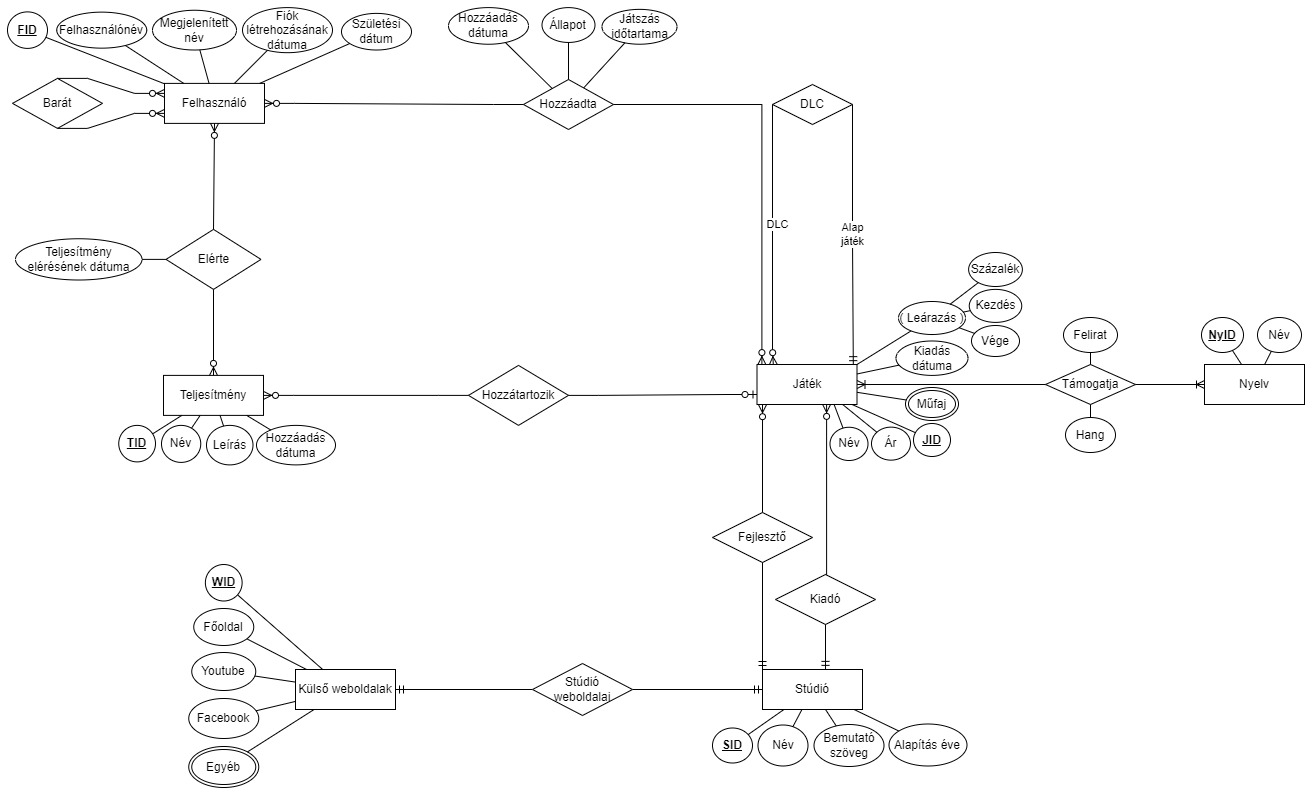 FID
Felhasználónév
Megjelenített
név
Fiók
létrehozásának
dátuma
Születési
dátum
Hozzáadás
dátuma
Állapot
Játszás
időtartama
Barát
Felhasználó
Hozzáadta
DLC
DLC
Alap
játék
Teljesítmény
elérésének dátuma
Elérte
Százalék
Leárazás
Kezdés
Vége
Kiadás
dátuma
Felirat
NyID
Név
Teljesítmény
Hozzátartozik
Játék
Támogatja
Nyelv
Műfaj
Hang
TID
Név
Leírás
Hozzáadás
dátuma
Név
Ár
JID
Fejlesztő
Kiadó
WID
Főoldal
Youtube
Facebook
Egyéb
Külső weboldalak
Stúdió
weboldalai
Stúdió
SID
Név
Bemutató
szöveg
Alapítás éve